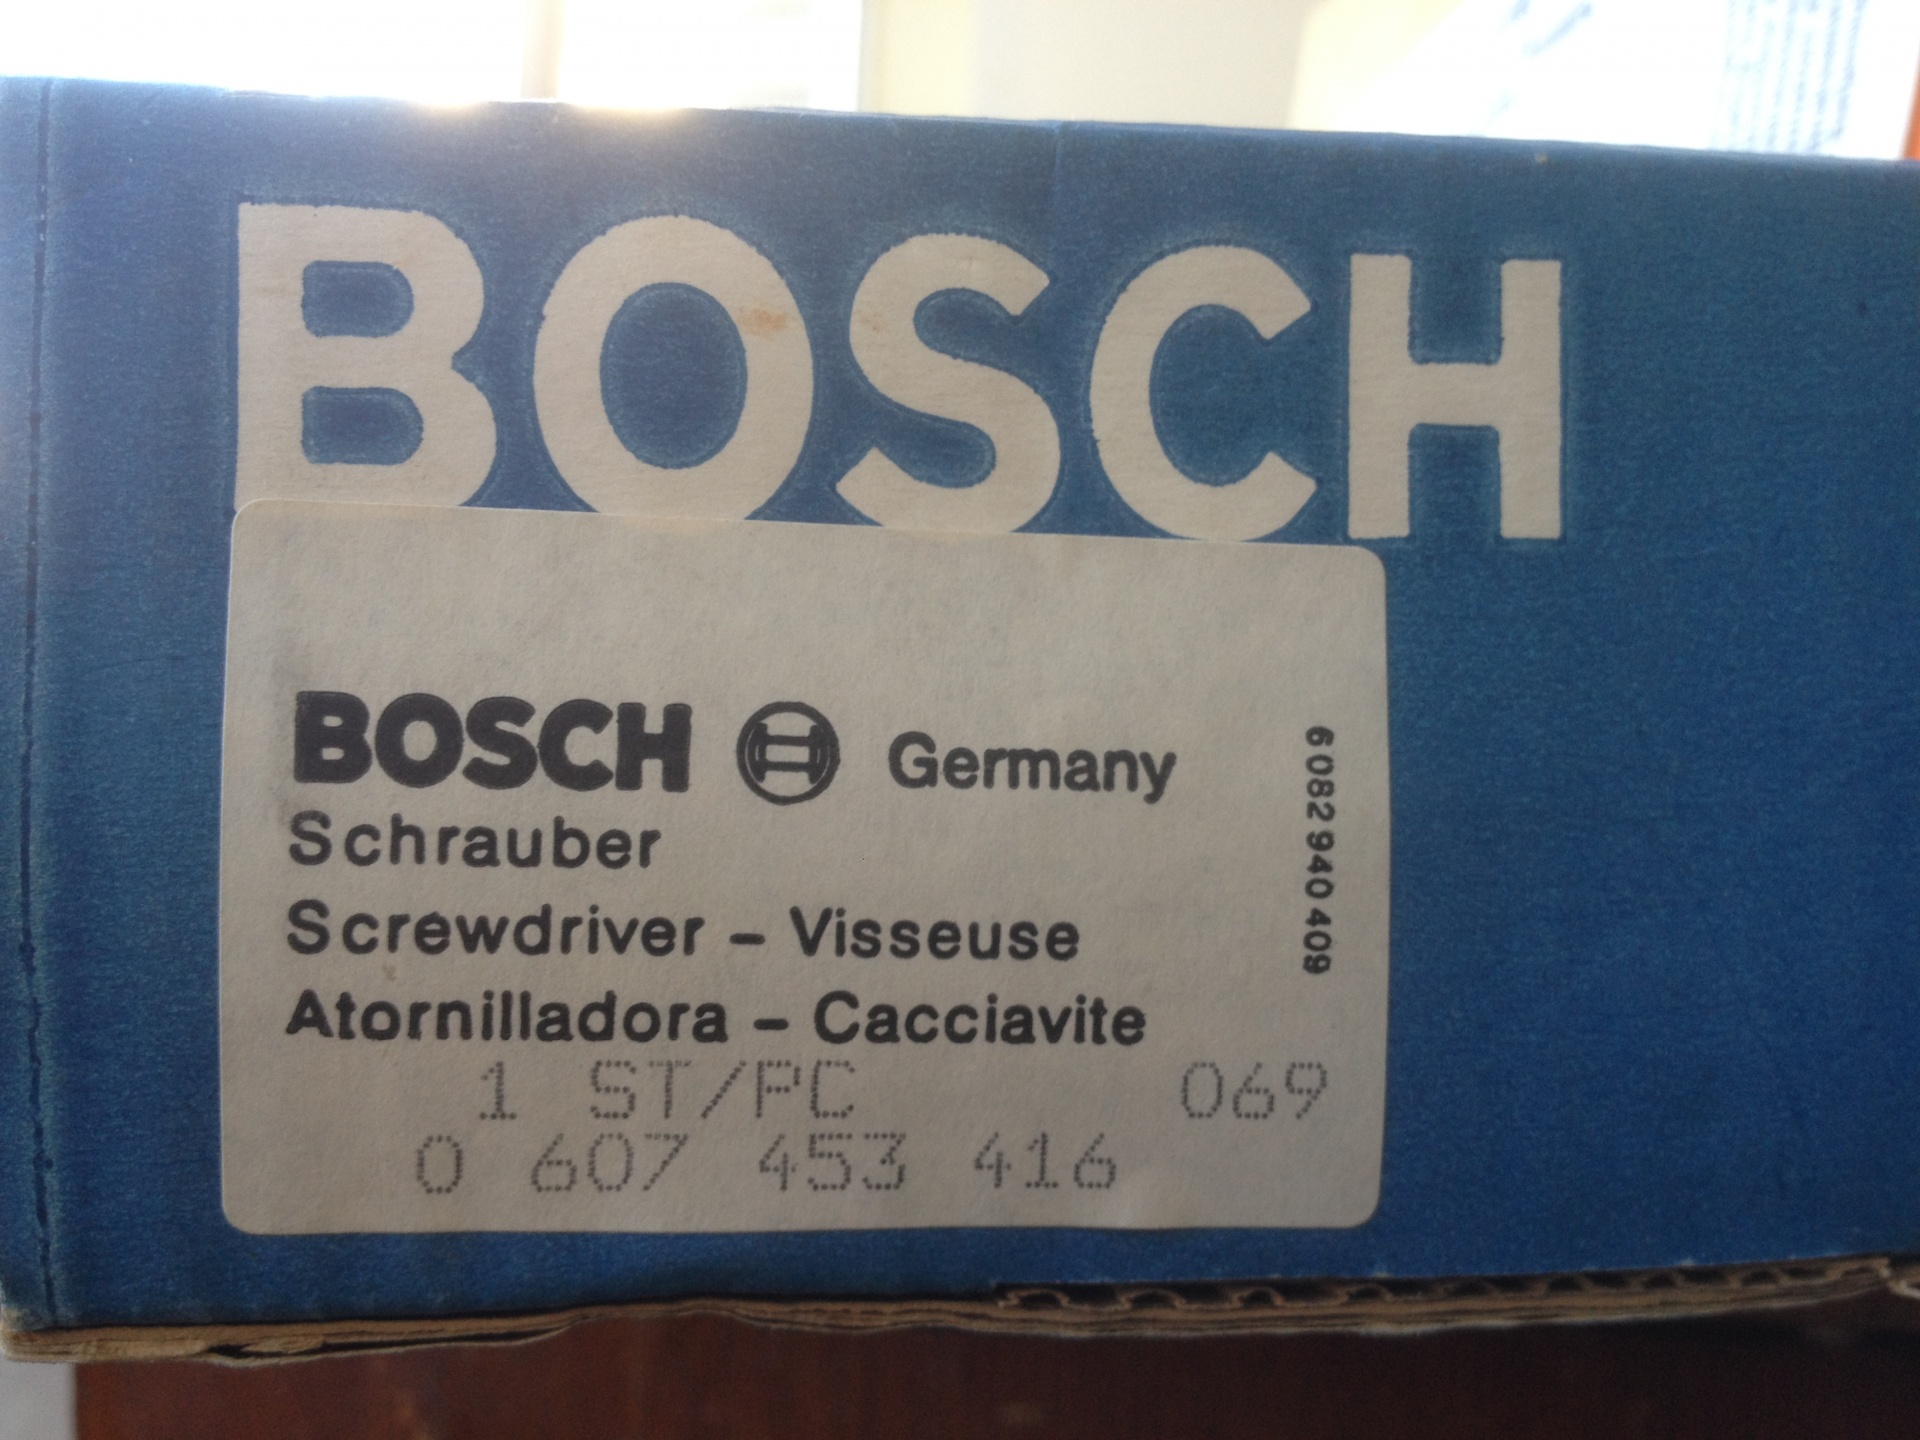 BOSCH
BOSCH Germany
Schrauber
Screwdriver – Visseuse
Atornilladora – Cacciavite
1 ST/PC 069
0 607 453 416
6 082 940 409